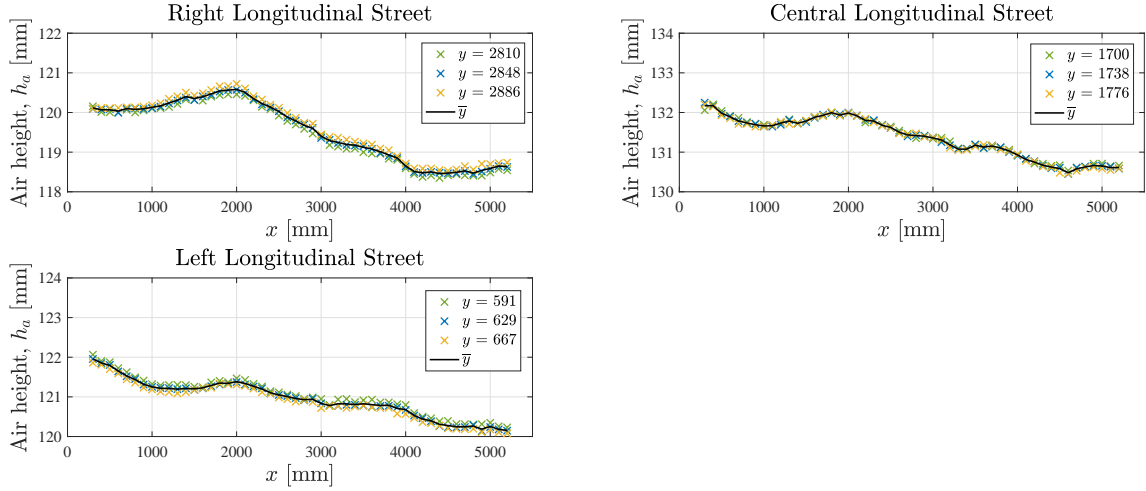 Right Longitudinal Street
Air height, hₐ [mm]
122
121
120
119
118
0 1000 2000 3000 4000 5000
x [mm]
y = 2810
y = 2848
y = 2886
y̅
Central Longitudinal Street
Air height, hₐ [mm]
134
133
132
131
130
0 1000 2000 3000 4000 5000
x [mm]
y = 1700
y = 1738
y = 1776
y̅
Left Longitudinal Street
Air height, hₐ [mm]
124
123
122
121
120
0 1000 2000 3000 4000 5000
x [mm]
y = 591
y = 629
y = 667
y̅